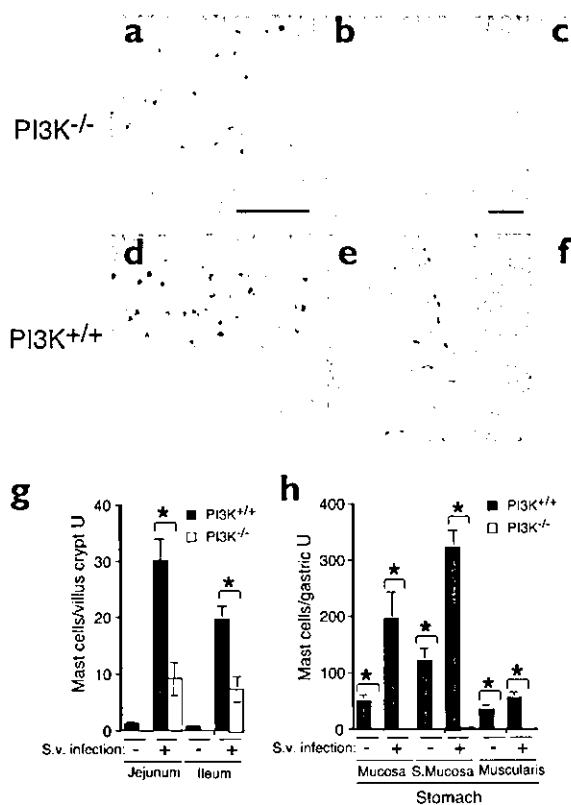 a b c
PI3K-/-
d e f
PI3K+/+
g h
Mast cells/villus crypt U
40
30
20
10
0
* *
PI3K+/+
PI3K-/-
S.v. infection: - + - +
Jejunum Ileum
Mast cells/gastric U
400
300
200
100
0
* * * * * *
PI3K+/+
PI3K-/-
S.v. infection: - + - + - +
Mucosa S.Mucosa Muscularis
Stomach